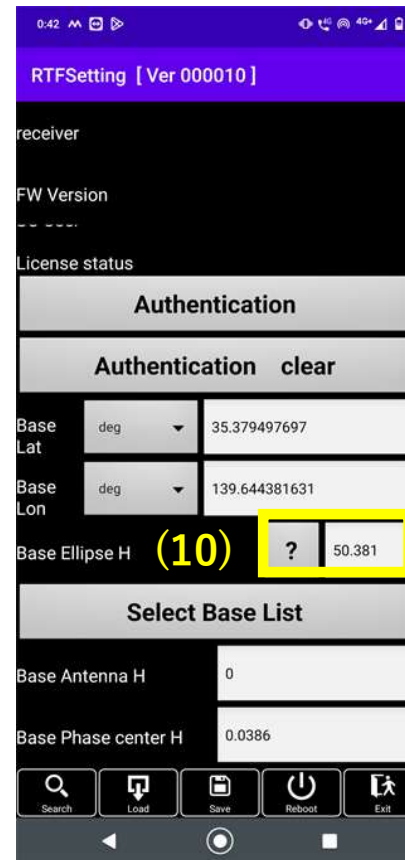 0:42
4G+
RTFSetting [ Ver 000010 ]
receiver
FW Version
License status
Authentication
Authentication clear
Base Lat
deg
35.379497697
Base Lon
deg
139.644381631
Base Ellipse H
(10)
?
50.381
Select Base List
Base Antenna H
0
Base Phase center H
0.0386
Search
Load
Save
Reboot
Exit